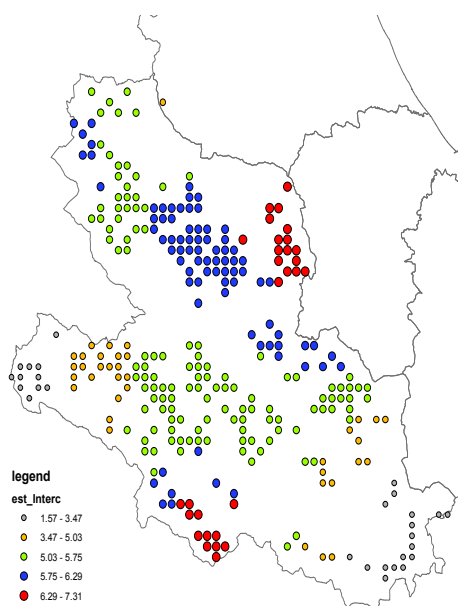 legend
est_Interc
1.57 - 3.47
3.47 - 5.03
5.03 - 5.75
5.75 - 6.29
6.29 - 7.31